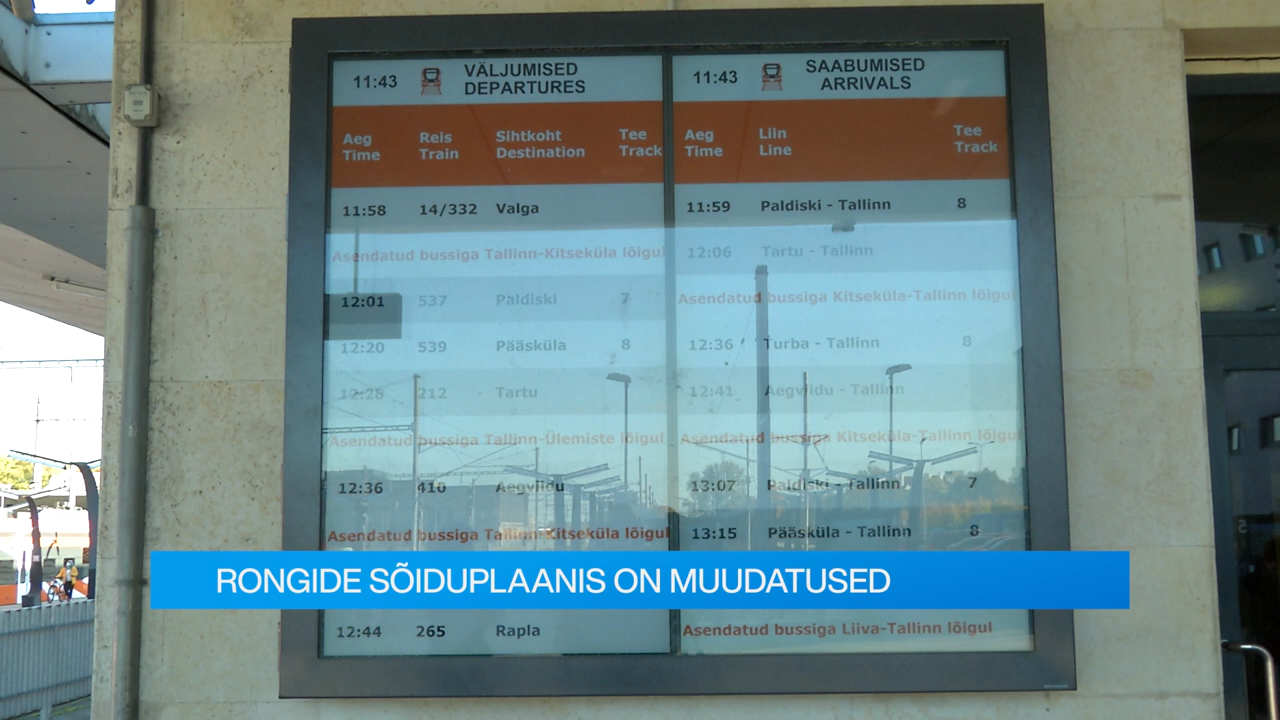 11:43 VÄLJUMISED
DEPARTURES
Aeg Reis Sihtkoht Tee
Time Train Destination Track
11:58 14/332 Valga
Asendatud bussiga Tallinn-Kitseküla lõigul
12:01 537 Paldiski 7
12:20 539 Pääsküla 8
12:28 212 Tartu
Asendatud bussiga Tallinn-Ülemiste lõigul
12:36 410 Aegviidu
Asendatud bussiga Tallinn-Kitseküla lõigul
12:44 265 Rapla
11:43 SAABUMISED
ARRIVALS
Aeg Liin Tee
Time Line Track
11:59 Paldiski - Tallinn 8
12:06 Tartu - Tallinn
Asendatud bussiga Kitseküla-Tallinn lõigul
12:36 Turba - Tallinn 8
12:41 Aegviidu - Tallinn
Asendatud bussiga Kitseküla-Tallinn lõigul
13:07 Paldiski - Tallinn 7
13:15 Pääsküla - Tallinn 8
Asendatud bussiga Liiva-Tallinn lõigul
RONGIDE SÕIDUPLAANIS ON MUUDATUSED